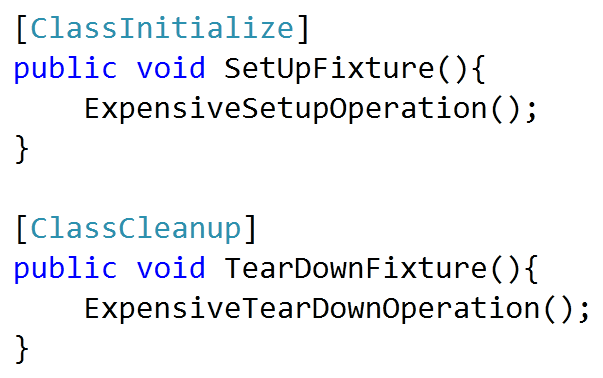 [ClassInitialize]
public void SetUpFixture(){
    ExpensiveSetupOperation();
}

[ClassCleanup]
public void TearDownFixture(){
    ExpensiveTearDownOperation();
}